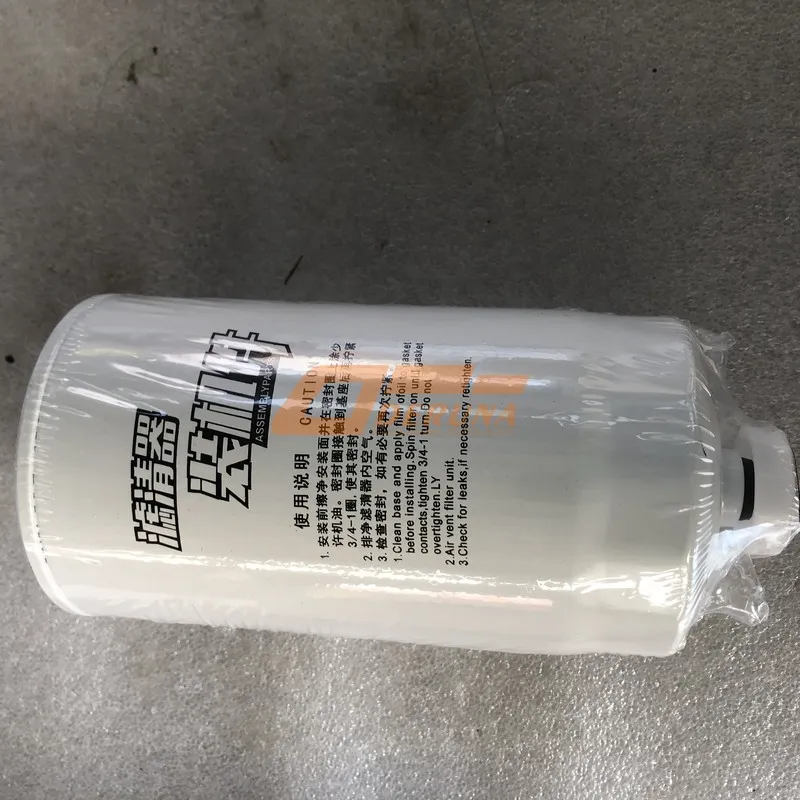 滤清器
装机件
ASSEMBLYPAR
使用说明 CAUTION
1. 安装前擦净安装面并在密封圈上涂少
许机油。密封圈接触到基座后再拧紧
3/4-1圈，使其密封。
2. 排净滤清器内空气。
3. 检查密封，如有必要再次拧紧
1.Clean base and apply film ofoil to gasket
before installing.Spin filter on until gasket
contacts,tighten 3/4-1 turn.Do not
overtighten.LY
2.Air vent filter unit.
3.Check for leaks,if necessary retighten.